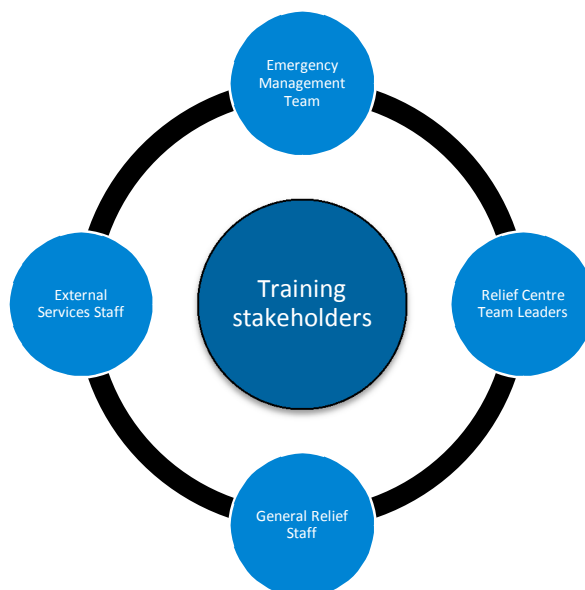 Emergency
Management
Team
External
Services Staff
Training
stakeholders
Relief Centre
Team Leaders
General Relief
Staff